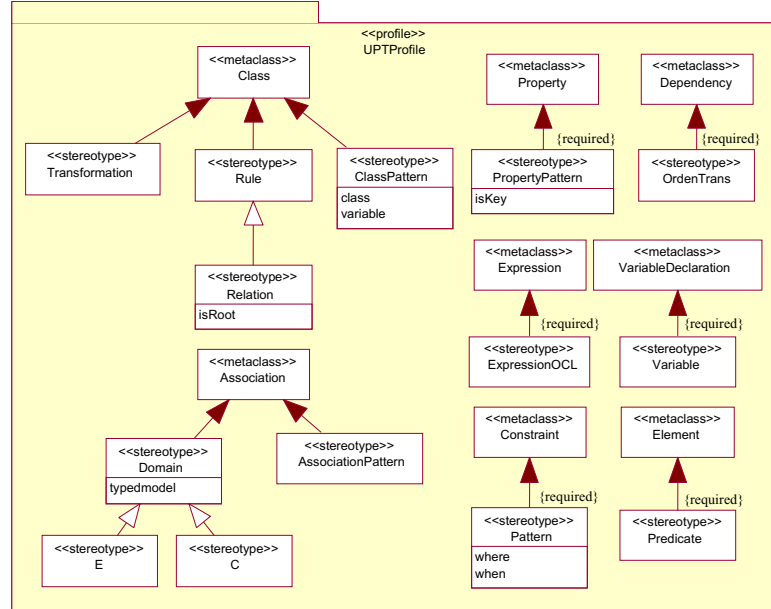 <<profile>>
UPTProfile
<<metaclass>>
Class
<<stereotype>>
Transformation
<<stereotype>>
Rule
<<stereotype>>
ClassPattern
class
variable
<<stereotype>>
Relation
isRoot
<<metaclass>>
Association
<<stereotype>>
Domain
typedmodel
<<stereotype>>
AssociationPattern
<<stereotype>>
E
<<stereotype>>
C
<<metaclass>>
Property
{required}
<<stereotype>>
PropertyPattern
isKey
<<metaclass>>
Dependency
{required}
<<stereotype>>
OrdenTrans
<<metaclass>>
Expression
{required}
<<stereotype>>
ExpressionOCL
<<metaclass>>
VariableDeclaration
{required}
<<stereotype>>
Variable
<<metaclass>>
Constraint
{required}
<<stereotype>>
Pattern
where
when
<<metaclass>>
Element
{required}
<<stereotype>>
Predicate